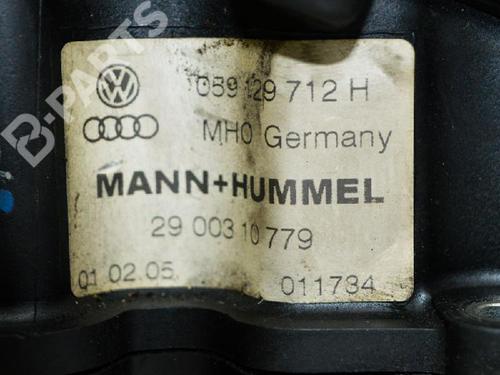 B-PARTS
059 129 712 H
MH0 Germany
MANN+HUMMEL
29 003 10 779
01 02 05
011734